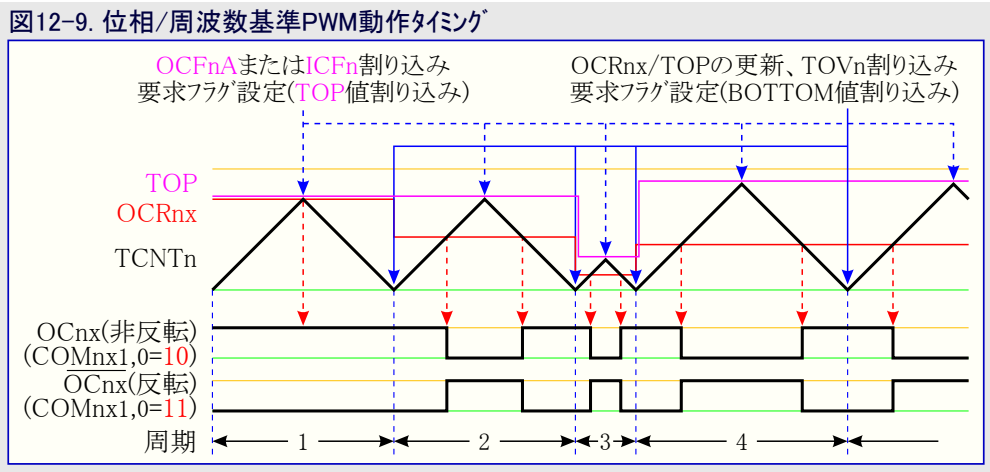 図12-9. 位相/周波数基準PWM動作ﾀｲﾐﾝｸﾞ
OCFnAまたはICFn割り込み
要求ﾌﾗｸﾞ設定(TOP値割り込み)
OCRnx/TOPの更新、TOVn割り込み
要求ﾌﾗｸﾞ設定(BOTTOM値割り込み)
TOP
OCRnx
TCNTn
OCnx(非反転)
(COMnx1,0=10)
OCnx(反転)
(COMnx1,0=11)
周期
1
2
3
4